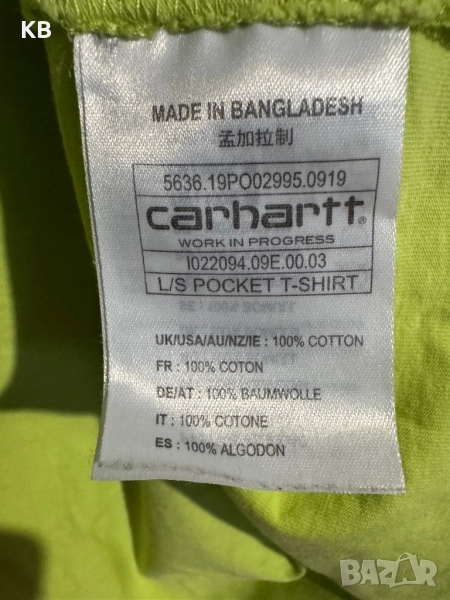 KB
MADE IN BANGLADESH
孟加拉制
5636.19PO02995.0919
carhartt®
WORK IN PROGRESS
I022094.09E.00.03
L/S POCKET T-SHIRT
UK/USA/AU/NZ/IE : 100% COTTON
FR : 100% COTON
DE/AT : 100% BAUMWOLLE
IT : 100% COTONE
ES : 100% ALGODON
BAZAR